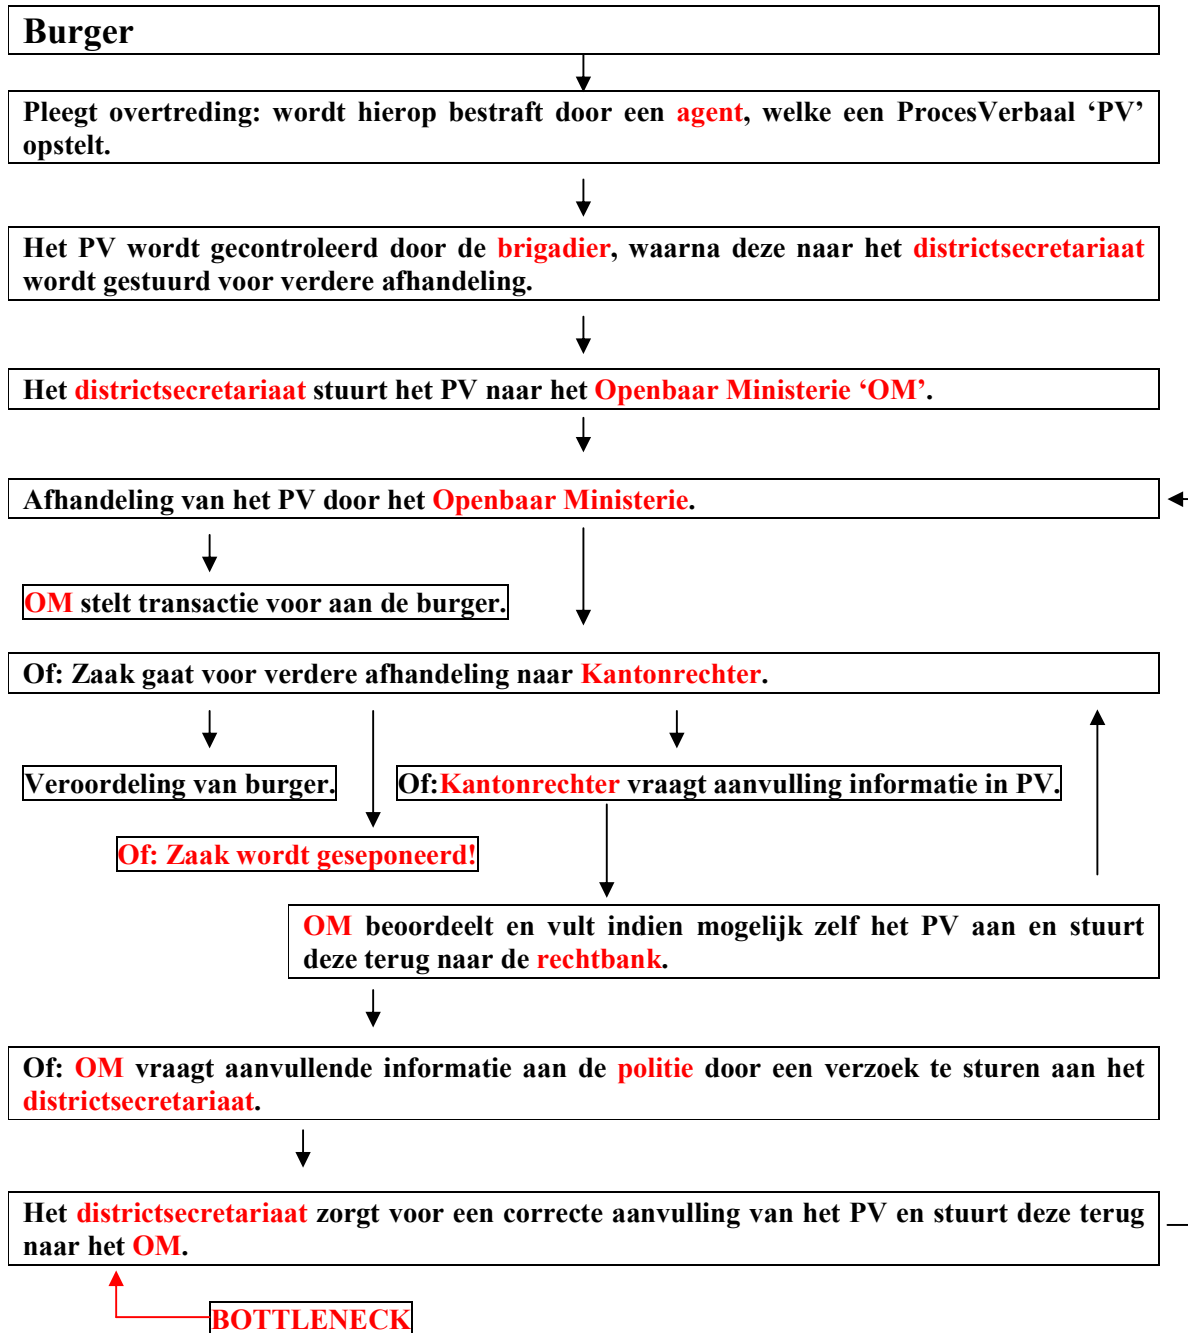 Burger
Pleegt overtreding: wordt hierop bestraft door een agent, welke een ProcesVerbaal ‘PV’
opstelt.
Het PV wordt gecontroleerd door de brigadier, waarna deze naar het districtsecretariaat
wordt gestuurd voor verdere afhandeling.
Het districtsecretariaat stuurt het PV naar het Openbaar Ministerie ‘OM’.
Afhandeling van het PV door het Openbaar Ministerie.
OM stelt transactie voor aan de burger.
Of: Zaak gaat voor verdere afhandeling naar Kantonrechter.
Veroordeling van burger.
Of:Kantonrechter vraagt aanvulling informatie in PV.
Of: Zaak wordt geseponeerd!
OM beoordeelt en vult indien mogelijk zelf het PV aan en stuurt
deze terug naar de rechtbank.
Of: OM vraagt aanvullende informatie aan de politie door een verzoek te sturen aan het
districtsecretariaat.
Het districtsecretariaat zorgt voor een correcte aanvulling van het PV en stuurt deze terug
naar het OM.
BOTTLENECK